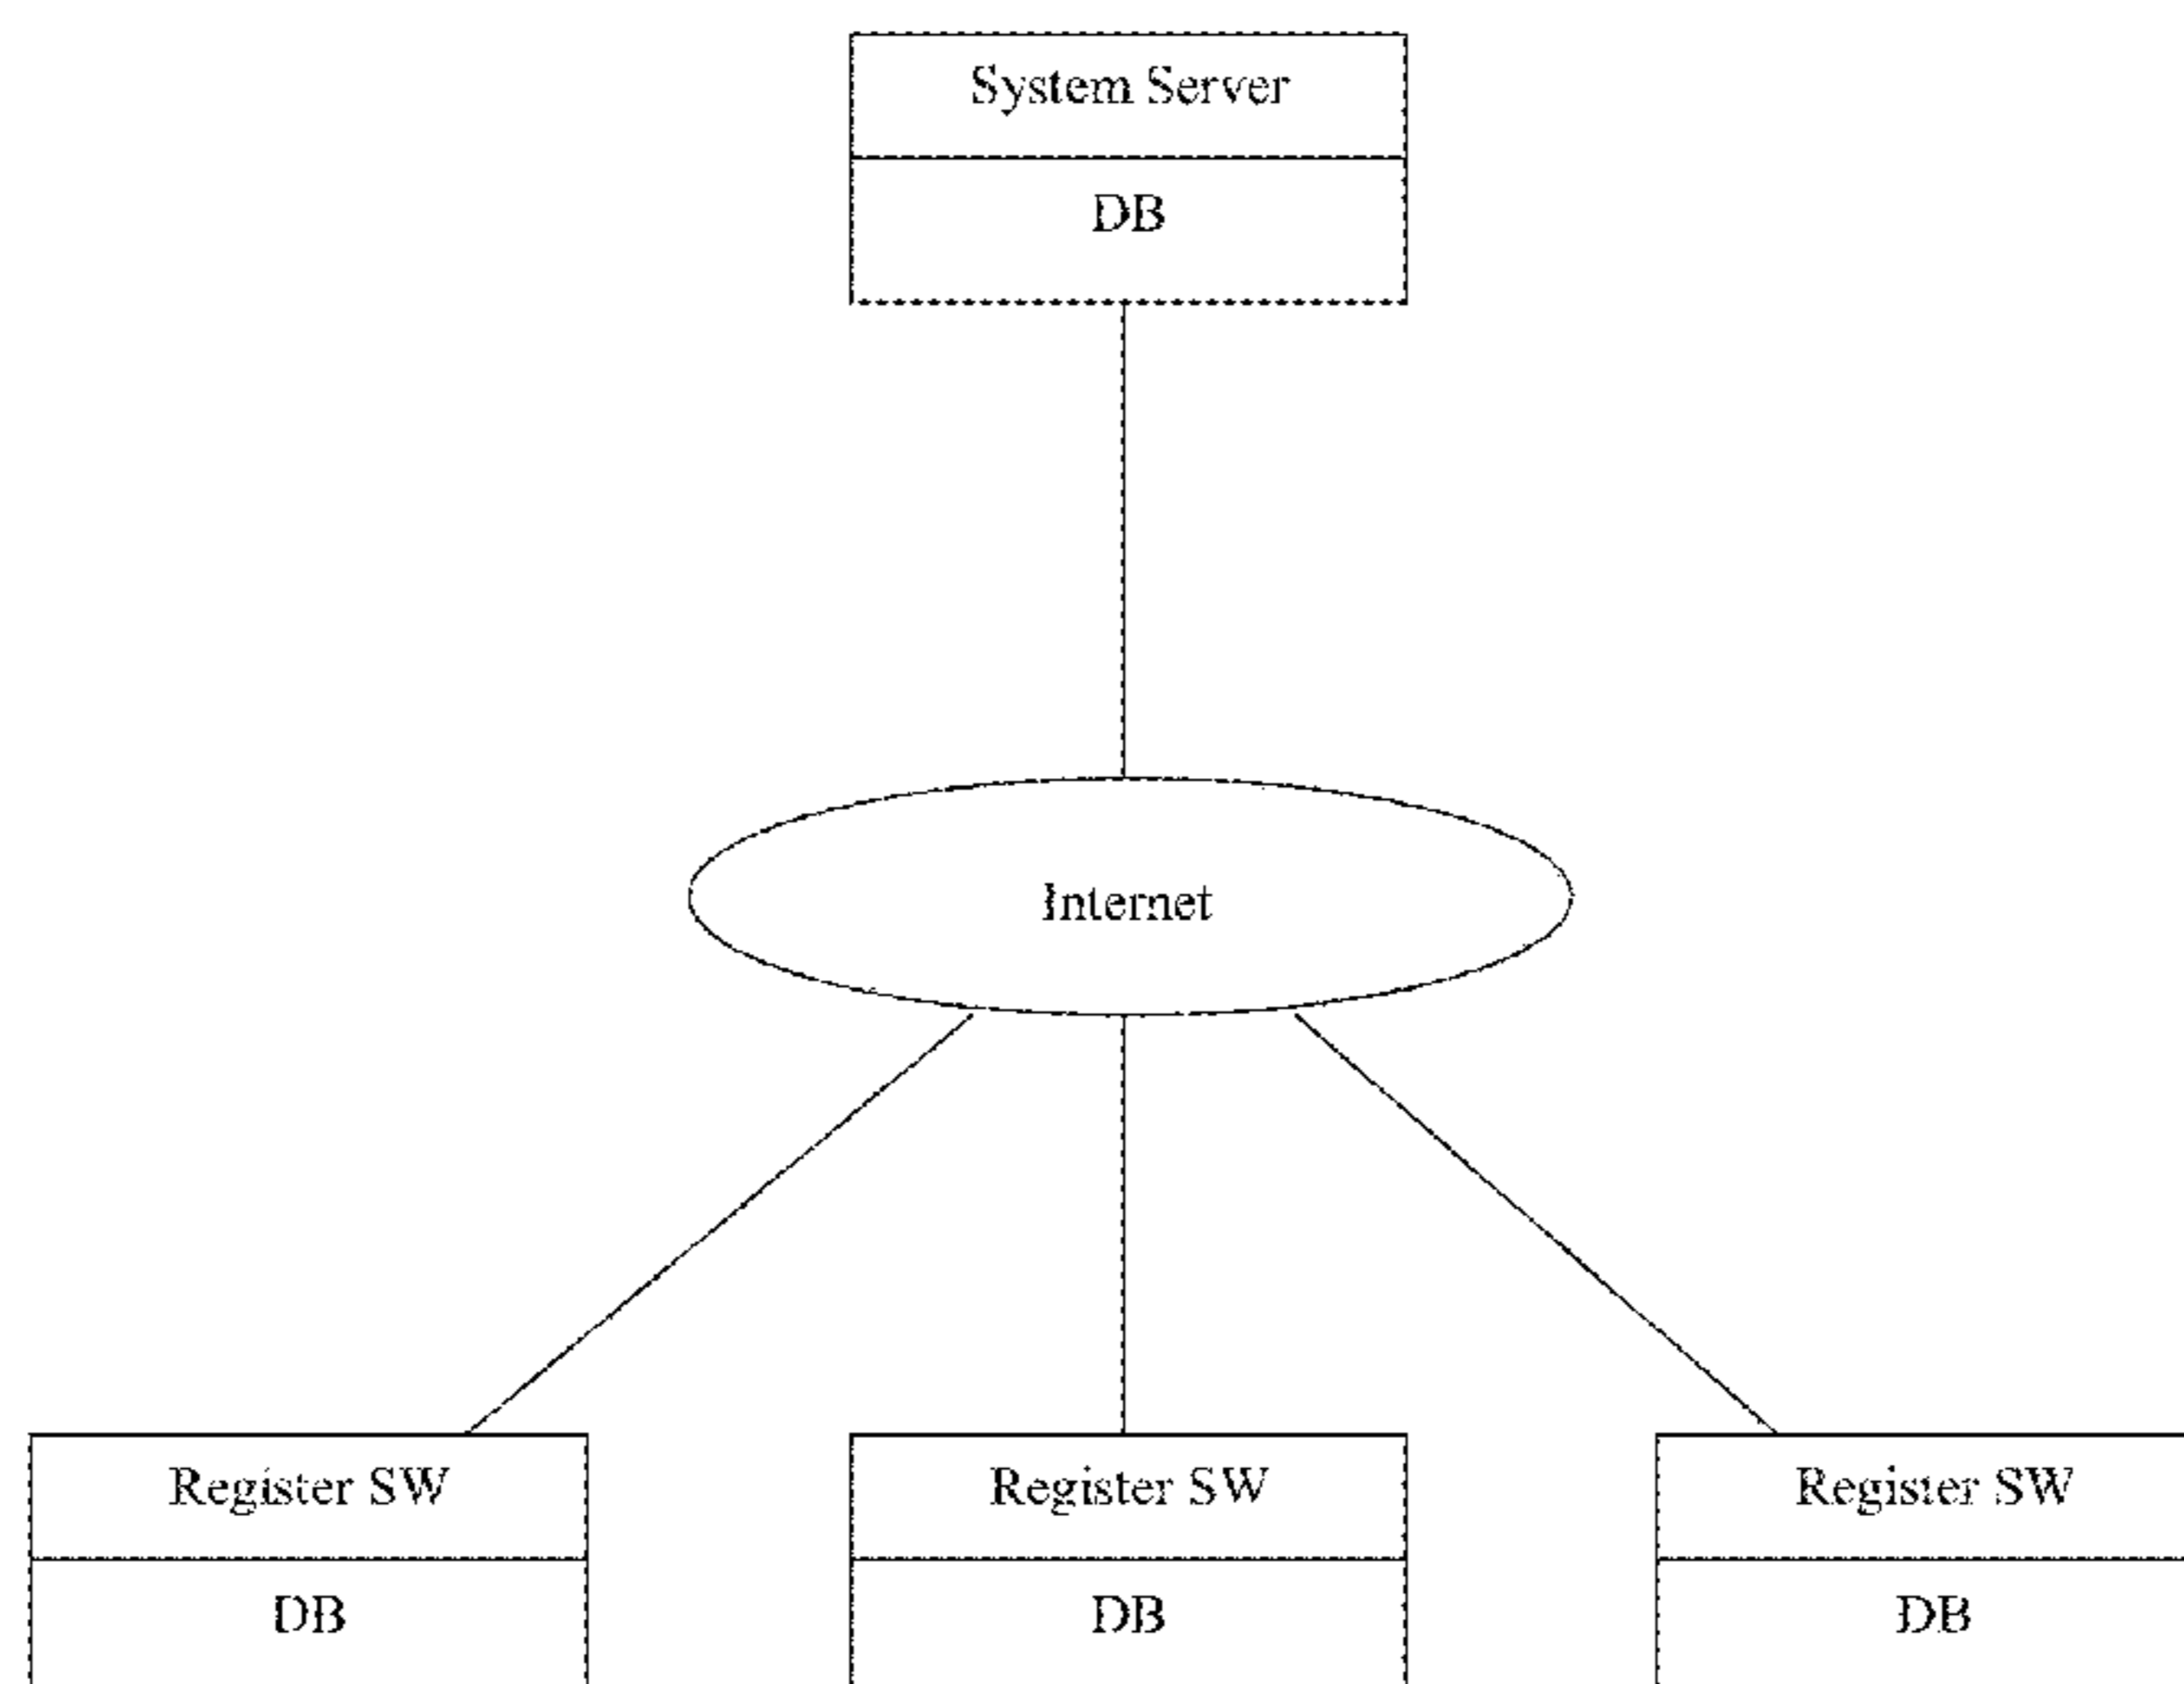 System Server
DB
Internet
Register SW
Register SW
Register SW
DB
DB
DB